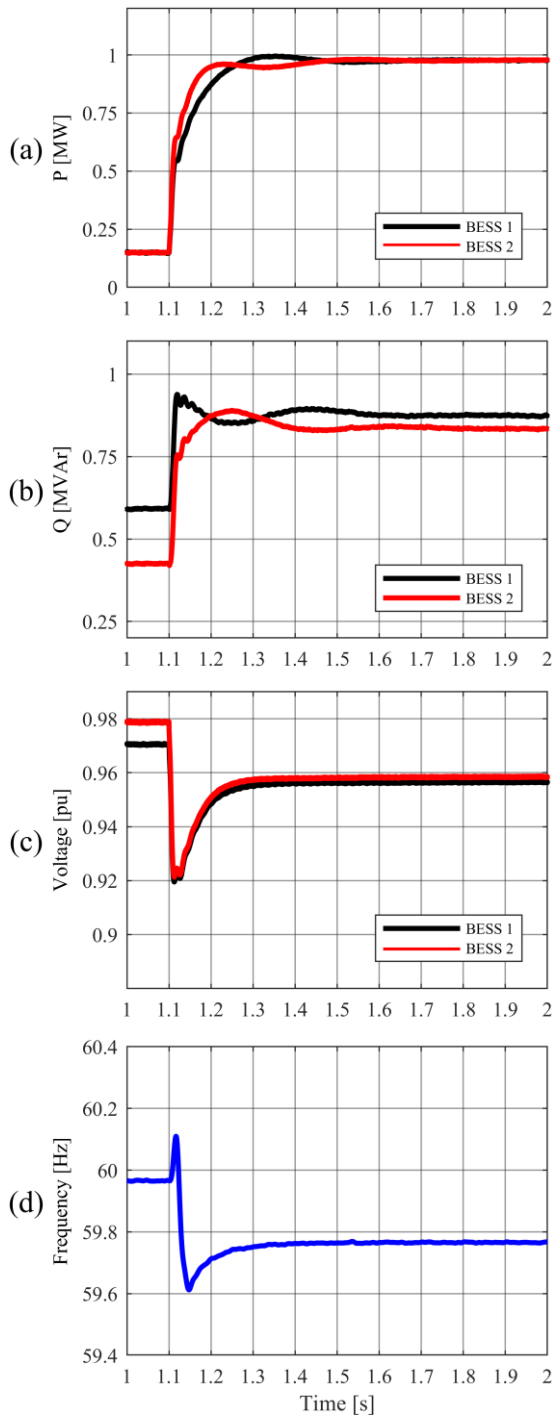 1
0.75
0.5
0.25
0
(a)
P [MW]
BESS 1
BESS 2
1 1.1 1.2 1.3 1.4 1.5 1.6 1.7 1.8 1.9 2
1
0.75
0.5
0.25
(b)
Q [MVAr]
BESS 1
BESS 2
1 1.1 1.2 1.3 1.4 1.5 1.6 1.7 1.8 1.9 2
0.98
0.96
0.94
0.92
0.9
(c)
Voltage [pu]
BESS 1
BESS 2
1 1.1 1.2 1.3 1.4 1.5 1.6 1.7 1.8 1.9 2
60.4
60.2
60
59.8
59.6
59.4
(d)
Frequency [Hz]
1 1.1 1.2 1.3 1.4 1.5 1.6 1.7 1.8 1.9 2
Time [s]